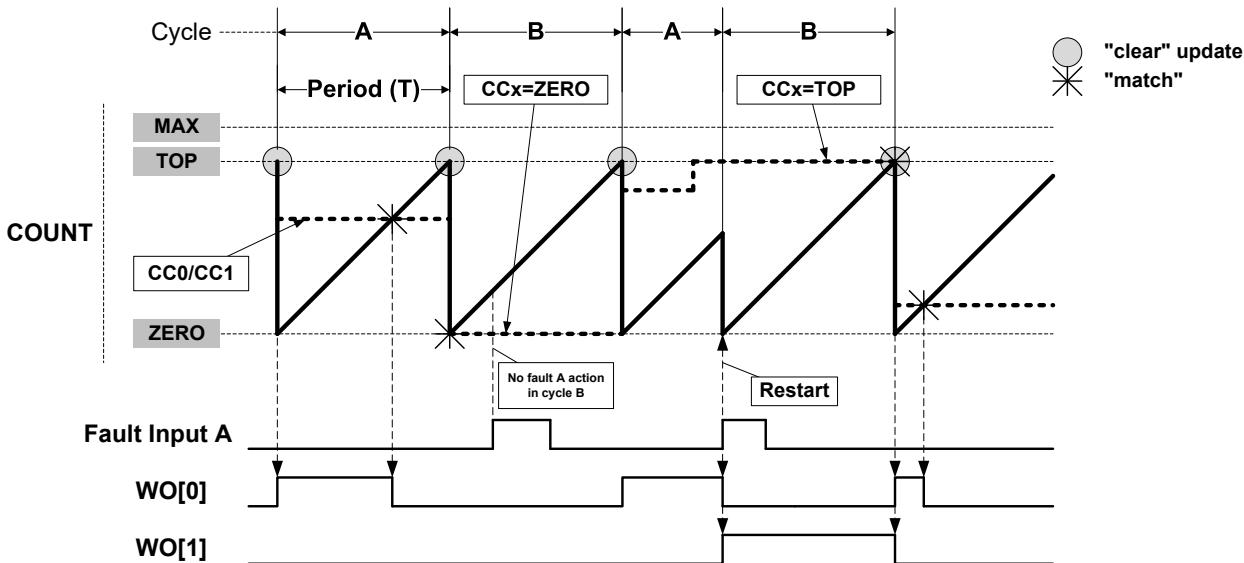 Cycle
A
B
A
B
"clear" update
"match"
Period (T)
CCx=ZERO
CCx=TOP
MAX
TOP
COUNT
CC0/CC1
ZERO
No fault A action
in cycle B
Restart
Fault Input A
WO[0]
WO[1]